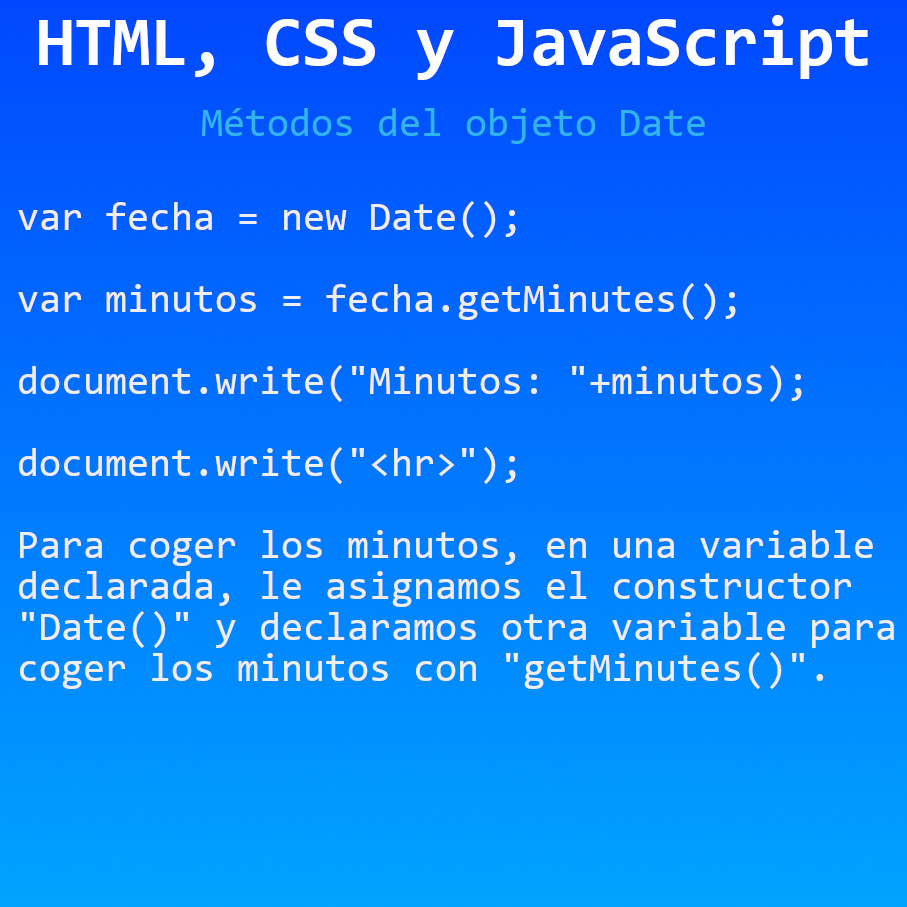 HTML, CSS y JavaScript
Métodos del objeto Date
var fecha = new Date();
var minutos = fecha.getMinutes();
document.write("Minutos: "+minutos);
document.write("<hr>");
Para coger los minutos, en una variable
declarada, le asignamos el constructor
"Date()" y declaramos otra variable para
coger los minutos con "getMinutes()".